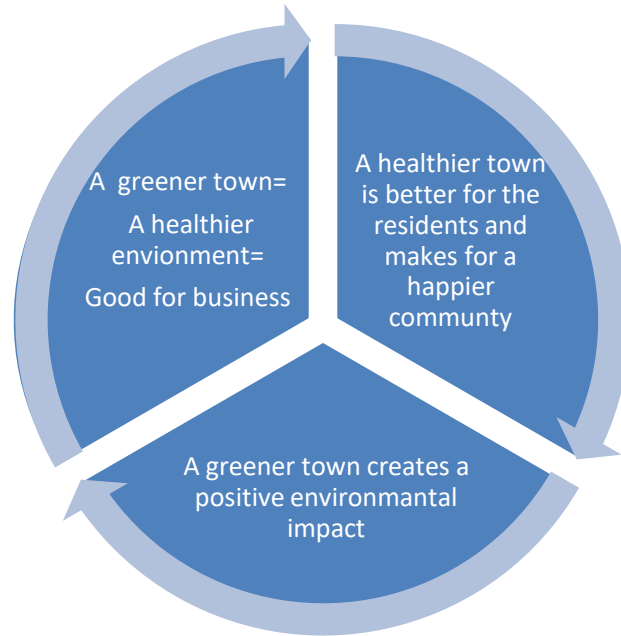 A greener town=
A healthier
envionment=
Good for business
A healthier town
is better for the
residents and
makes for a
happier
communty
A greener town creates a
positive environmantal
impact